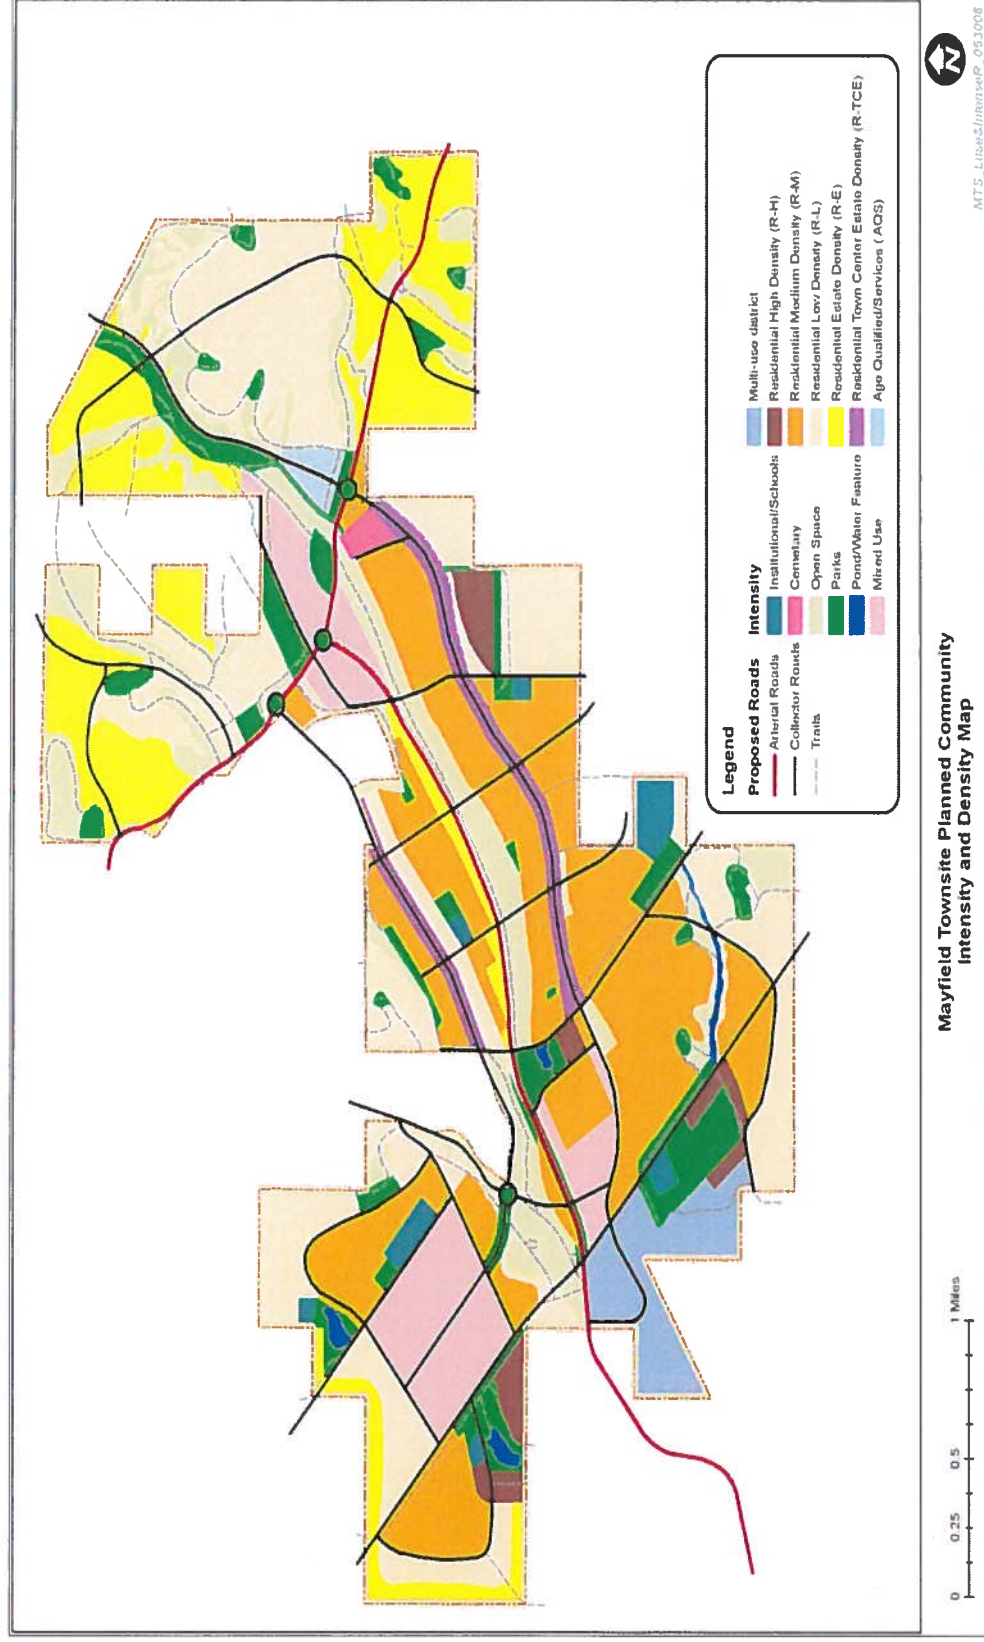 Legend
Proposed Roads
Arterial Roads
Collector Roads
Trails
Intensity
Institutional/Schools
Cemetary
Open Space
Parks
Pond/Water Feature
Mixed Use
Multi-use district
Residential High Density (R-H)
Residential Medium Density (R-M)
Residential Low Density (R-L)
Residential Estate Density (R-E)
Residential Town Center Estate Density (R-TCE)
Age Qualified/Services (AQS)
0 0.25 0.5 1 Miles
Mayfield Townsite Planned Community
Intensity and Density Map
N